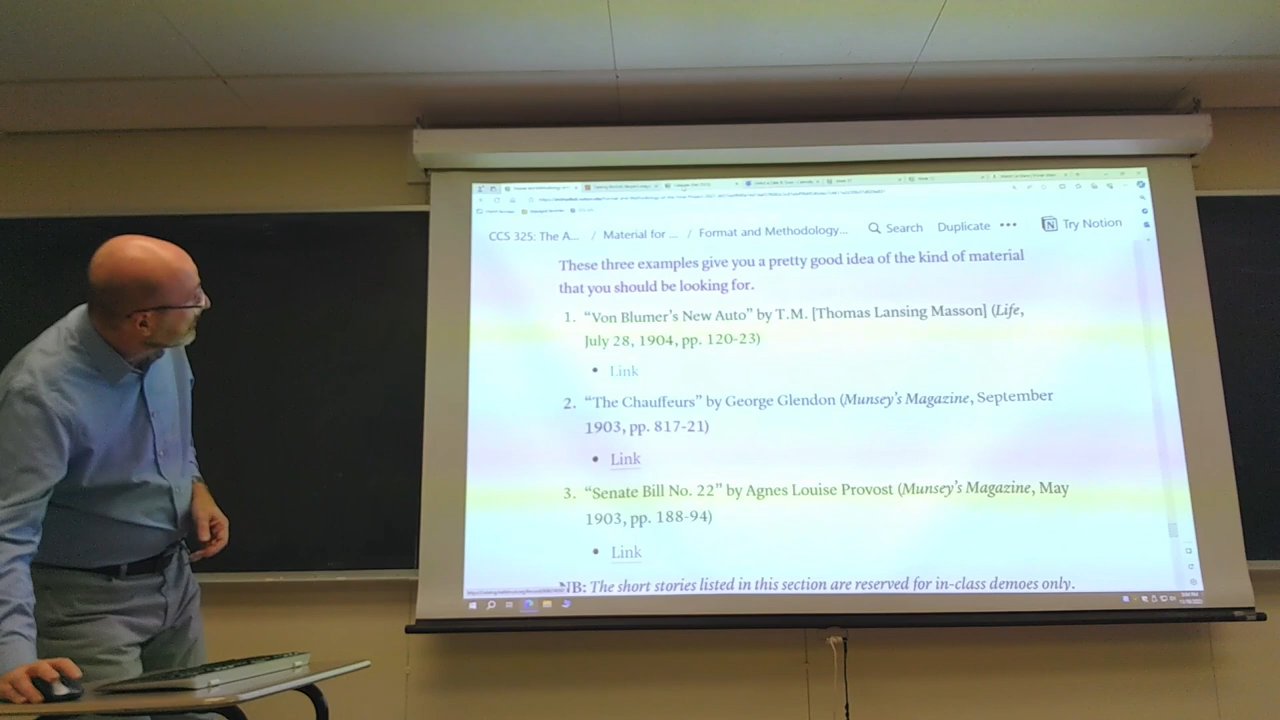 CCS 325: The A... / Material for ... / Format and Methodology... Search Duplicate ••• Try Notion
These three examples give you a pretty good idea of the kind of material
that you should be looking for.
1. “Von Blumer’s New Auto” by T.M. [Thomas Lansing Masson] (Life,
July 28, 1904, pp. 120-23)
• Link
2. “The Chauffeurs” by George Glendon (Munsey’s Magazine, September
1903, pp. 817-21)
• Link
3. “Senate Bill No. 22” by Agnes Louise Provost (Munsey’s Magazine, May
1903, pp. 188-94)
• Link
NB: The short stories listed in this section are reserved for in-class demoes only.